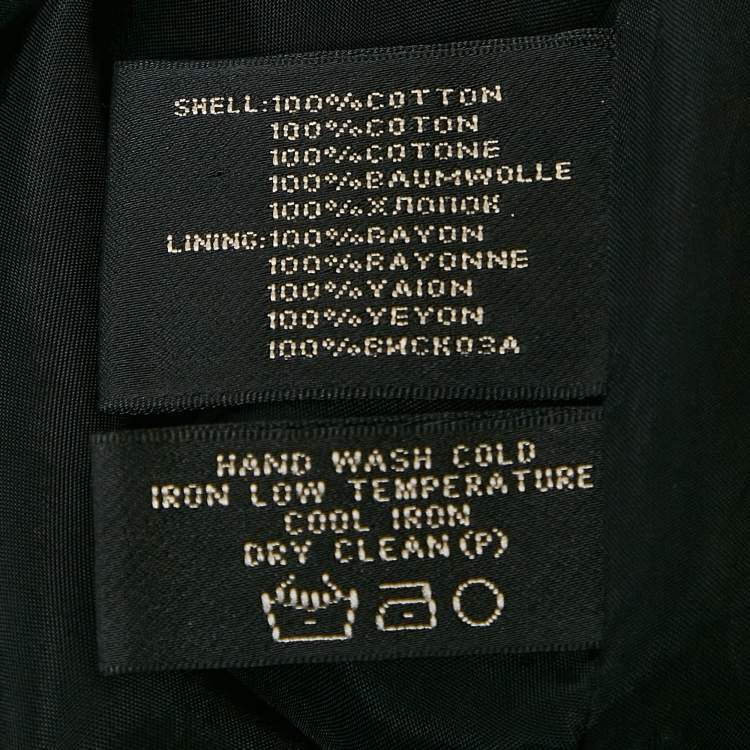 SHELL:100%COTTON
100%COTON
100%COTONE
100%BAUMWOLLE
100%ХЛОПОК
LINING:100%RAYON
100%RAYONNE
100%YAION
100%YEYON
100%ВИСКОЗА
HAND WASH COLD
IRON LOW TEMPERATURE
COOL IRON
DRY CLEAN(P)